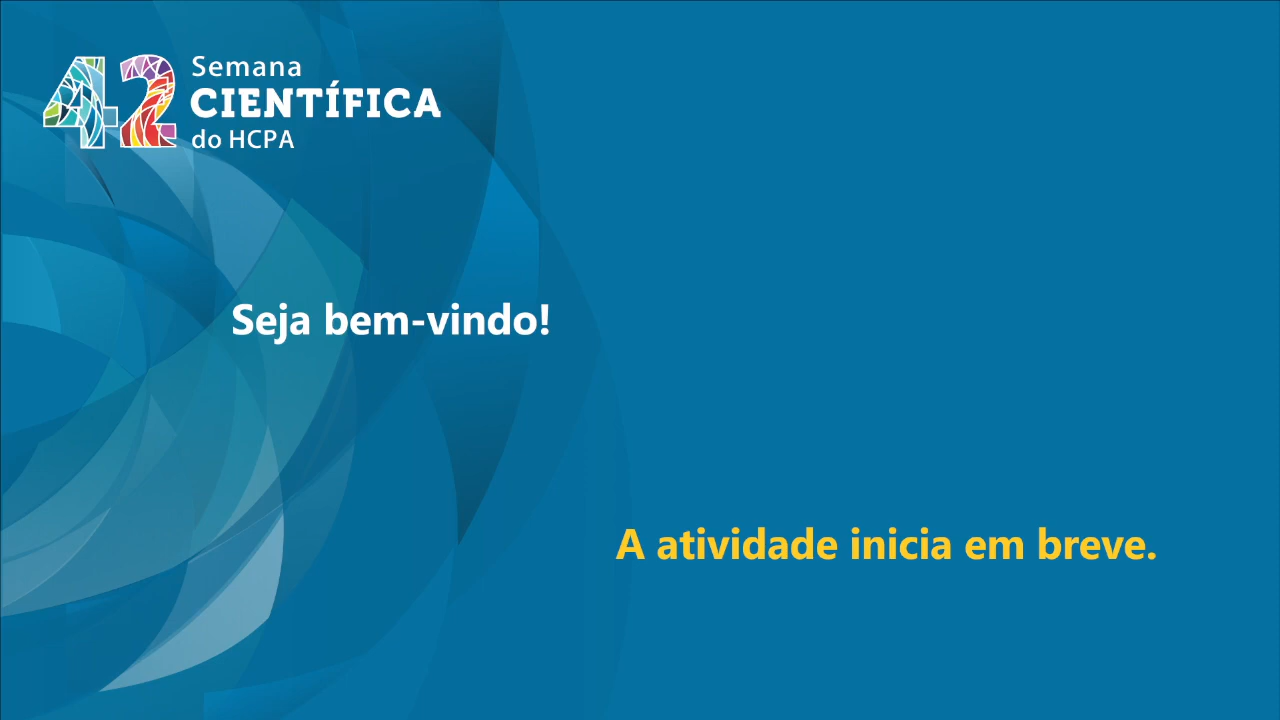 42
Semana
CIENTÍFICA
do HCPA
Seja bem-vindo!
A atividade inicia em breve.